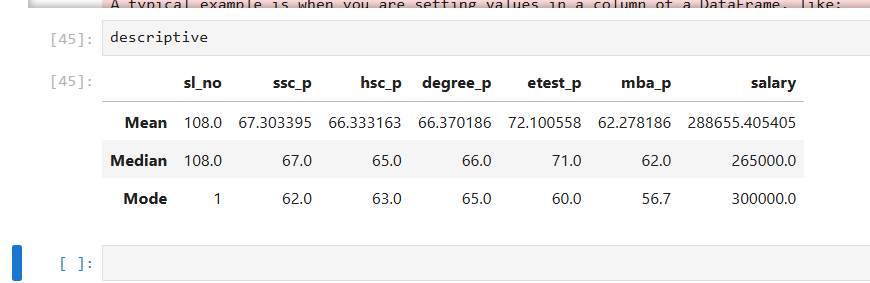 A typical example is when you are setting values in a column of a DataFrame, like:
[45]: descriptive
[45]:
sl_no ssc_p hsc_p degree_p etest_p mba_p salary
Mean 108.0 67.303395 66.333163 66.370186 72.100558 62.278186 288655.405405
Median 108.0 67.0 65.0 66.0 71.0 62.0 265000.0
Mode 1 62.0 63.0 65.0 60.0 56.7 300000.0
[ ]: